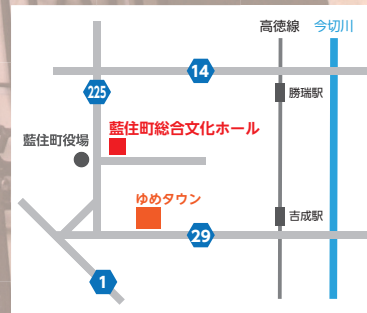 高徳線 今切川
14
225
勝瑞駅
藍住町総合文化ホール
藍住町役場
ゆめタウン
吉成駅
29
1